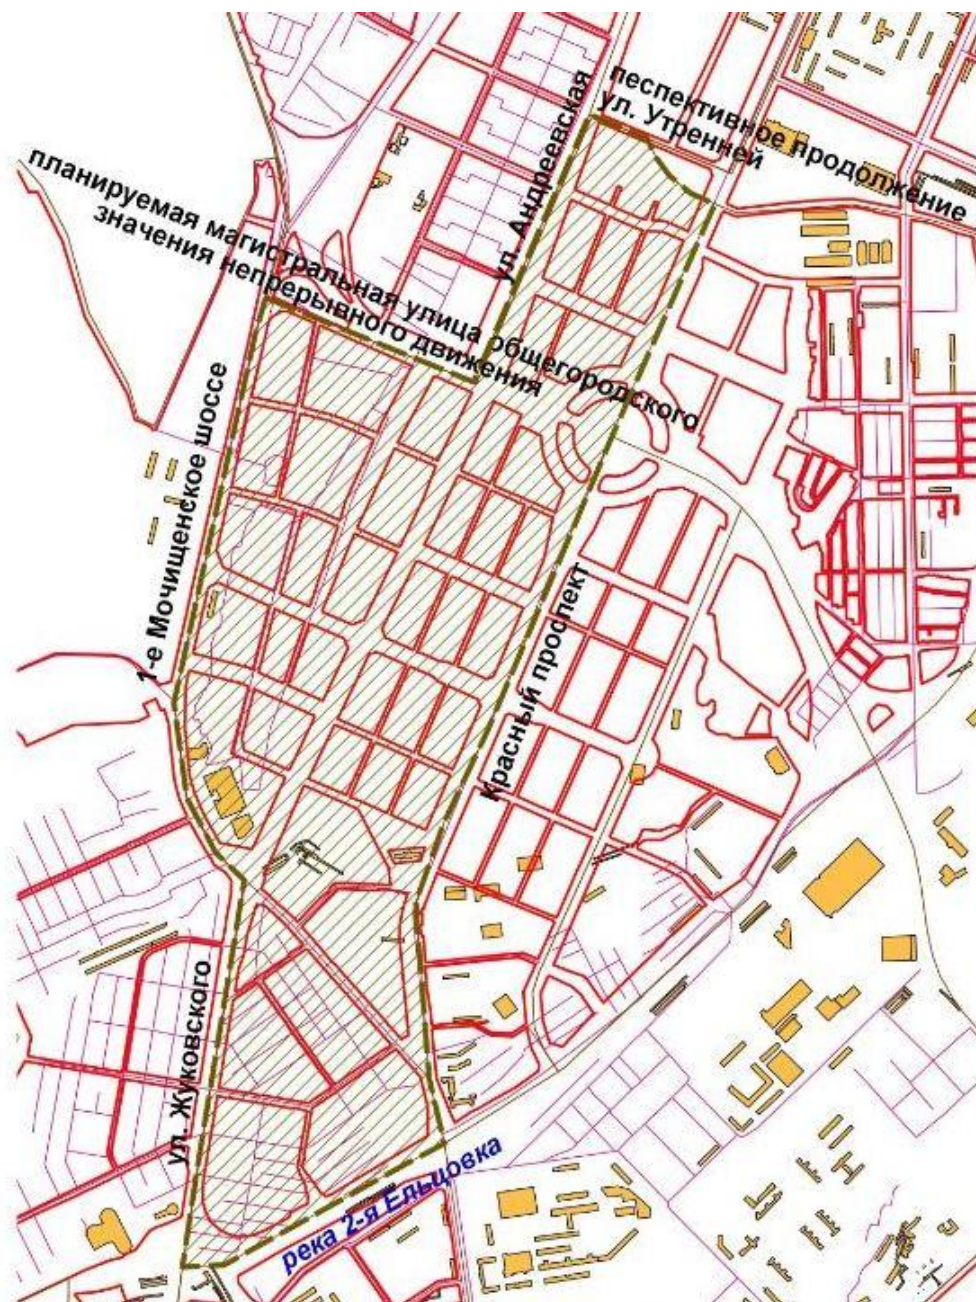 песпективное продолжение
ул. Утренней
ул. Андреевская
планируемая магистральная улица общегородского
значения непрерывного движения
1-е Мочищенское шоссе
Красный проспект
ул. Жуковского
река 2-я Ельцовка